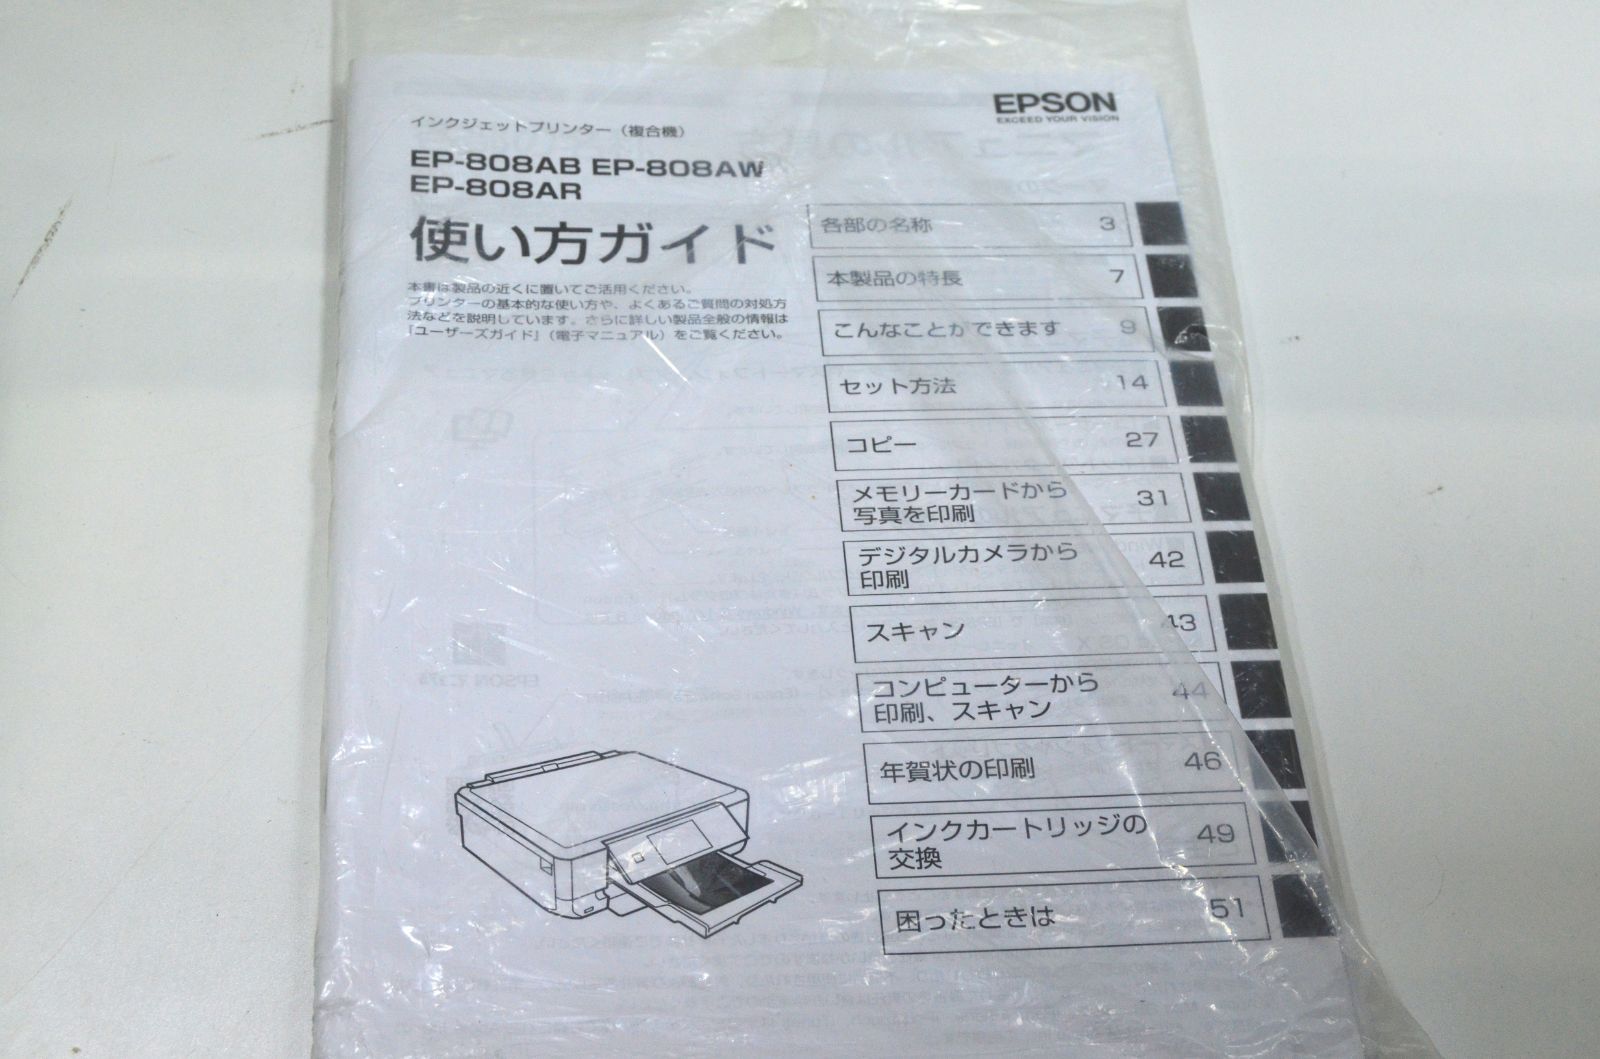 EPSON
EXCEED YOUR VISION
インクジェットプリンター（複合機）
EP-808AB EP-808AW
EP-808AR
使い方ガイド
本書は製品の近くに置いてご活用ください。
プリンターの基本的な使い方や、よくあるご質問の対処方
法などを説明しています。さらに詳しい製品全般の情報は
『ユーザーズガイド』（電子マニュアル）をご覧ください。
各部の名称 3
本製品の特長 7
こんなことができます 9
セット方法 14
コピー 27
メモリーカードから
写真を印刷 31
デジタルカメラから
印刷 42
スキャン 43
コンピューターから
印刷、スキャン 44
年賀状の印刷 46
インクカートリッジの
交換 49
困ったときは 51